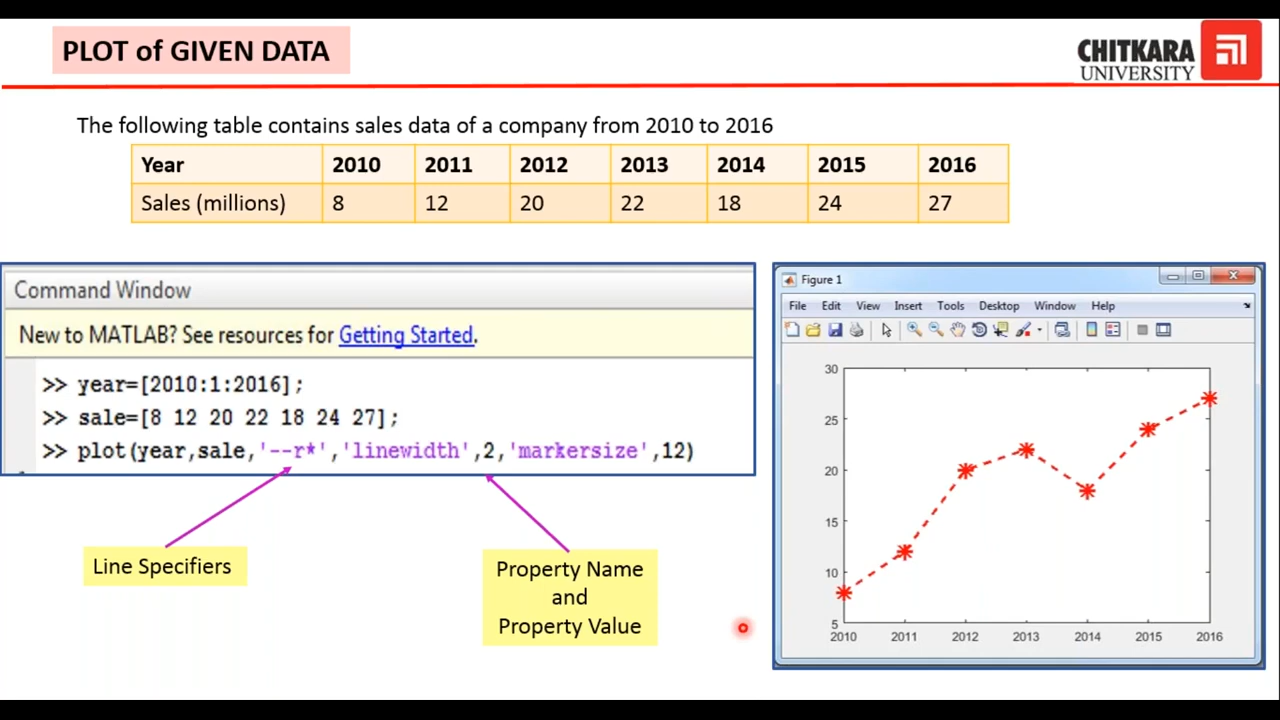 PLOT of GIVEN DATA
CHITKARA
UNIVERSITY
The following table contains sales data of a company from 2010 to 2016
Year 2010 2011 2012 2013 2014 2015 2016
Sales (millions) 8 12 20 22 18 24 27
Command Window
New to MATLAB? See resources for Getting Started.
>> year=[2010:1:2016];
>> sale=[8 12 20 22 18 24 27];
>> plot(year,sale,'--r*','linewidth',2,'markersize',12)
Line Specifiers
Property Name
and
Property Value
Figure 1
File Edit View Insert Tools Desktop Window Help
30
25
20
15
10
5
2010 2011 2012 2013 2014 2015 2016